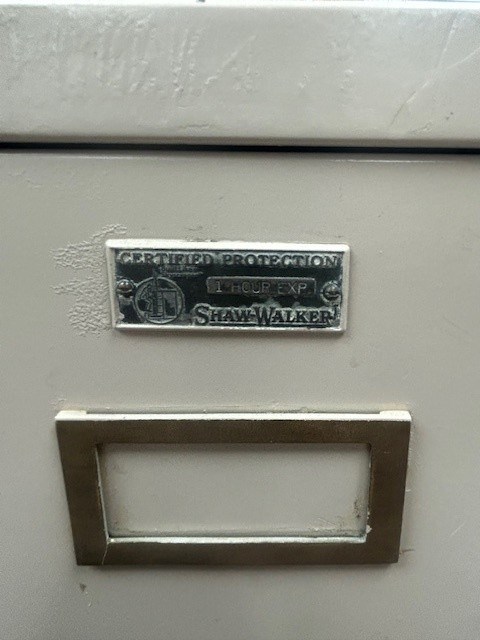 CERTIFIED PROTECTION
1 HOUR EXP
SHAW-WALKER